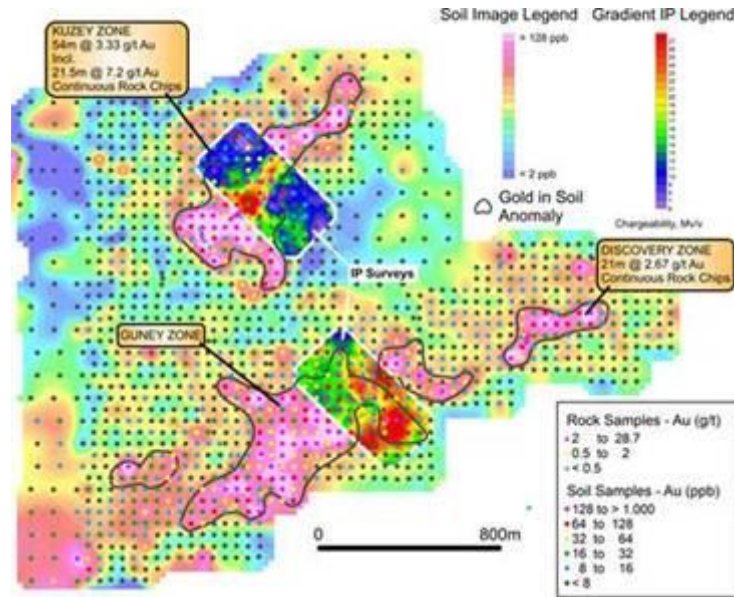 Soil Image Legend
Gradient IP Legend
KUZEY ZONE
54m @ 3.33 g/t Au
Incl.
21.5m @ 7.2 g/t Au
Continuous Rock Chips
> 128 ppb
< 2 ppb
Gold in Soil
Anomaly
Chargeability, Mv/v
DISCOVERY ZONE
21m @ 2.67 g/t Au
Continuous Rock Chips
IP Surveys
GUNEY ZONE
Rock Samples - Au (g/t)
2 to 28.7
0.5 to 2
< 0.5
Soil Samples - Au (ppb)
128 to > 1.000
64 to 128
32 to 64
16 to 32
8 to 16
< 8
0 800m